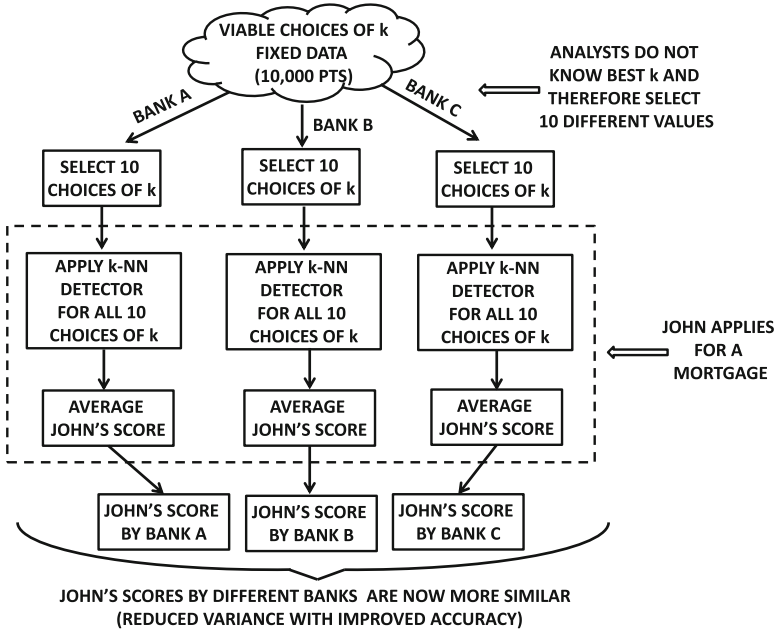 VIABLE CHOICES OF k
FIXED DATA
(10,000 PTS)
ANALYSTS DO NOT
KNOW BEST k AND
THEREFORE SELECT
10 DIFFERENT VALUES
BANK A
BANK B
BANK C
SELECT 10
CHOICES OF k
SELECT 10
CHOICES OF k
SELECT 10
CHOICES OF k
APPLY k-NN
DETECTOR
FOR ALL 10
CHOICES OF k
APPLY k-NN
DETECTOR
FOR ALL 10
CHOICES OF k
APPLY k-NN
DETECTOR
FOR ALL 10
CHOICES OF k
JOHN APPLIES
FOR A
MORTGAGE
AVERAGE
JOHN’S SCORE
AVERAGE
JOHN’S SCORE
AVERAGE
JOHN’S SCORE
JOHN’S SCORE
BY BANK A
JOHN’S SCORE
BY BANK B
JOHN’S SCORE
BY BANK C
JOHN’S SCORES BY DIFFERENT BANKS ARE NOW MORE SIMILAR
(REDUCED VARIANCE WITH IMPROVED ACCURACY)